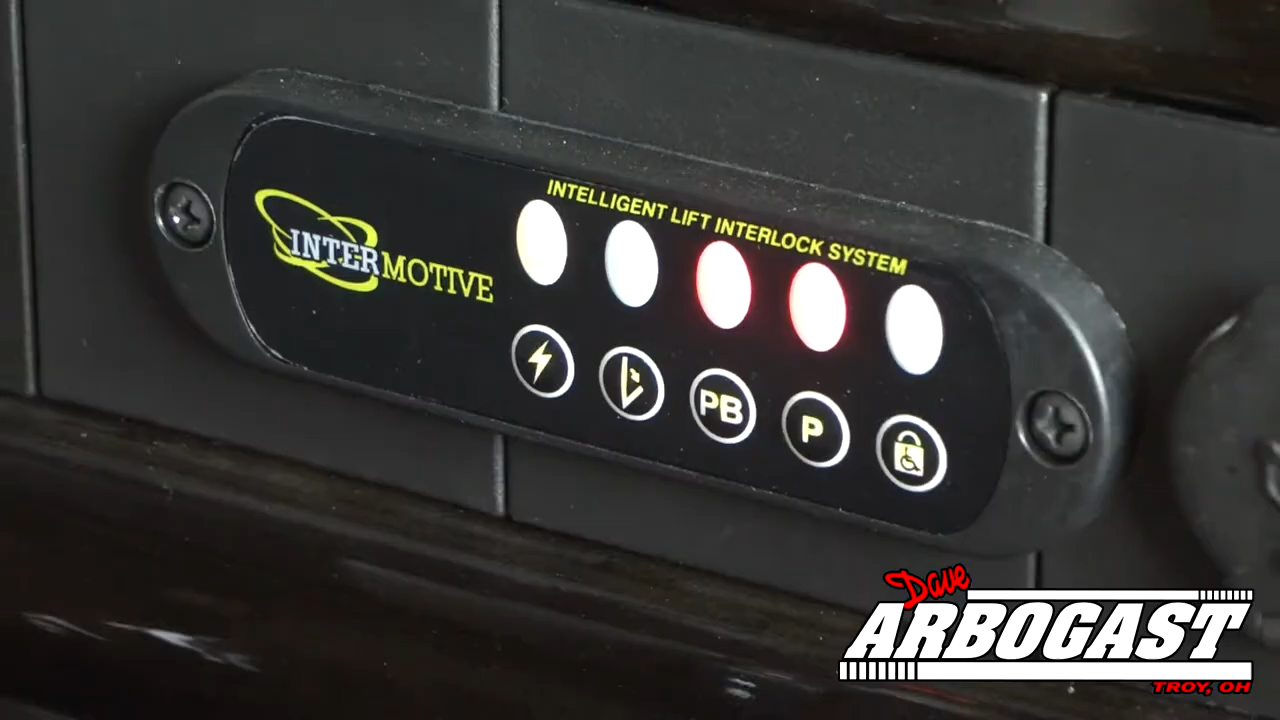 INTELLIGENT LIFT INTERLOCK SYSTEM
INTERMOTIVE
PB
P
Dave
ARBOGAST
TROY, OH